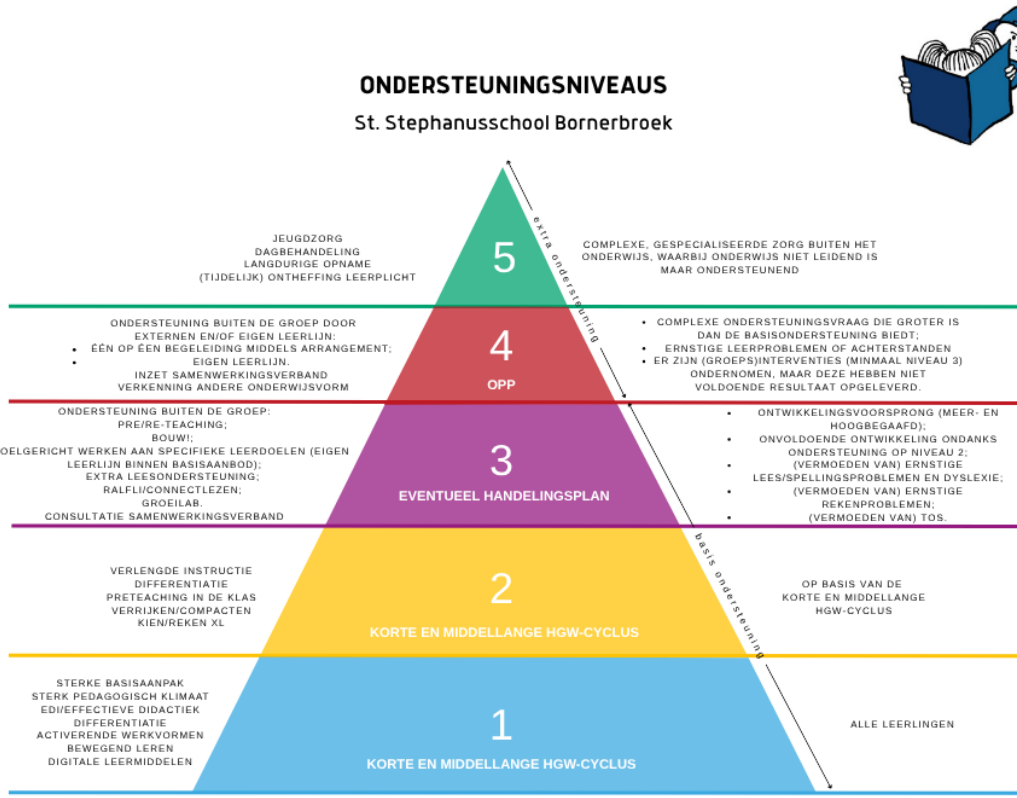 ONDERSTEUNINGSNIVEAUS
St. Stephanusschool Bornerbroek
5
extra ondersteuning
JEUGDZORG
DAGBEHANDELING
LANGDURIGE OPNAME
(TIJDELIJK) ONTHEFFING LEERPLICHT
COMPLEXE, GESPECIALISEERDE ZORG BUITEN HET
ONDERWIJS, WAARBIJ ONDERWIJS NIET LEIDEND IS
MAAR ONDERSTEUNEND
ONDERSTEUNING BUITEN DE GROEP DOOR
EXTERNEN EN/OF EIGEN LEERLIJN:
• ÉÉN OP ÉEN BEGELEIDING MIDDELS ARRANGEMENT;
• EIGEN LEERLIJN.
INZET SAMENWERKINGSVERBAND
VERKENNING ANDERE ONDERWIJSVORM
4
OPP
• COMPLEXE ONDERSTEUNINGSVRAAG DIE GROTER IS
DAN DE BASISONDERSTEUNING BIEDT;
• ERNSTIGE LEERPROBLEMEN OF ACHTERSTANDEN
• ER ZIJN (GROEPS)INTERVENTIES (MINMAAL NIVEAU 3)
ONDERNOMEN, MAAR DEZE HEBBEN NIET
VOLDOENDE RESULTAAT OPGELEVERD.
ONDERSTEUNING BUITEN DE GROEP:
PRE/RE-TEACHING;
BOUW!;
OELGERICHT WERKEN AAN SPECIFIEKE LEERDOELEN (EIGEN
LEERLIJN BINNEN BASISAANBOD);
EXTRA LEESONDERSTEUNING;
RALFLI/CONNECTLEZEN;
GROEILAB.
CONSULTATIE SAMENWERKINGSVERBAND
3
EVENTUEEL HANDELINGSPLAN
• ONTWIKKELINGSVOORSPRONG (MEER- EN
HOOGBEGAAFD);
• ONVOLDOENDE ONTWIKKELING ONDANKS
ONDERSTEUNING OP NIVEAU 2;
• (VERMOEDEN VAN) ERNSTIGE
LEES/SPELLINGSPROBLEMEN EN DYSLEXIE;
• (VERMOEDEN VAN) ERNSTIGE
REKENPROBLEMEN;
• (VERMOEDEN VAN) TOS.
basis ondersteuning
VERLENGDE INSTRUCTIE
DIFFERENTIATIE
PRETEACHING IN DE KLAS
VERRIJKEN/COMPACTEN
KIEN/REKEN XL
2
KORTE EN MIDDELLANGE HGW-CYCLUS
OP BASIS VAN DE
KORTE EN MIDDELLANGE
HGW-CYCLUS
STERKE BASISAANPAK
STERK PEDAGOGISCH KLIMAAT
EDI/EFFECTIEVE DIDACTIEK
DIFFERENTIATIE
ACTIVERENDE WERKVORMEN
BEWEGEND LEREN
DIGITALE LEERMIDDELEN
1
KORTE EN MIDDELLANGE HGW-CYCLUS
ALLE LEERLINGEN